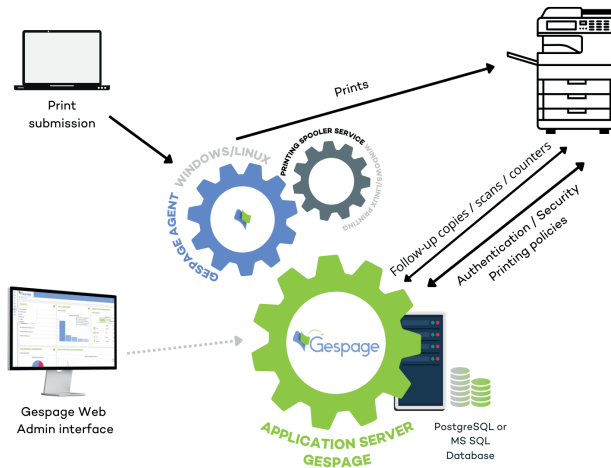 Print
submission
Prints
WINDOWS/LINUX
GESPAGE AGENT
PRINTING SPOOLER SERVICE
WINDOWS/LINUX PRINTING
Follow-up copies / scans / counters
Authentication / Security
Printing policies
Gespage
Gespage Web
Admin interface
PostgreSQL or
MS SQL
Database
APPLICATION SERVER
GESPAGE